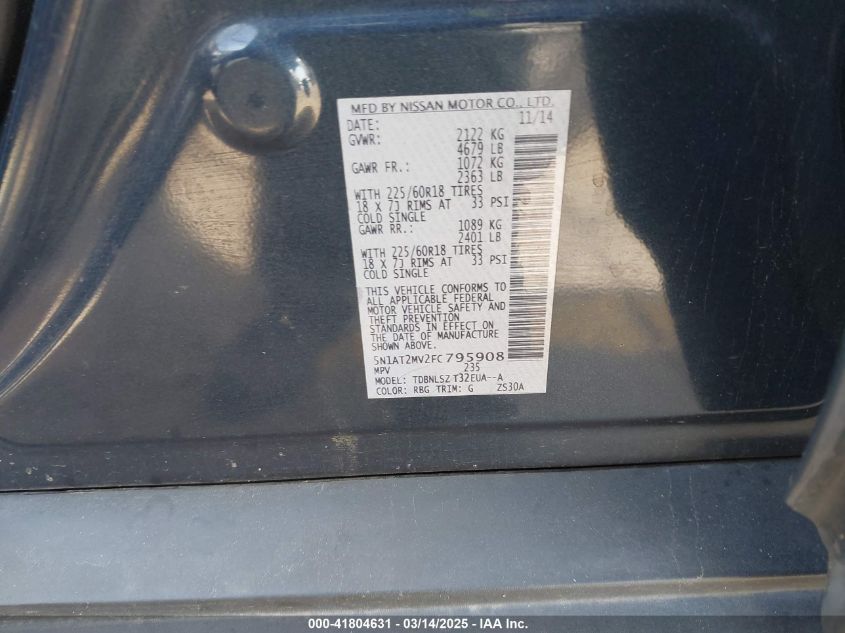 MFD BY NISSAN MOTOR CO., LTD.
DATE: 11/14
GVWR: 2122 KG
4679 LB
GAWR FR.: 1072 KG
2363 LB
WITH 225/60R18 TIRES
18 X 7J RIMS AT 33 PSI
COLD SINGLE
GAWR RR.: 1089 KG
2401 LB
WITH 225/60R18 TIRES
18 X 7J RIMS AT 33 PSI
COLD SINGLE
THIS VEHICLE CONFORMS TO
ALL APPLICABLE FEDERAL
MOTOR VEHICLE SAFETY AND
THEFT PREVENTION
STANDARDS IN EFFECT ON
THE DATE OF MANUFACTURE
SHOWN ABOVE.
5N1AT2MV2FC795908
MPV 235
MODEL: TDBNLSZ T32EUA--A
COLOR: RBG TRIM: G ZS30A
000-41804631 - 03/14/2025 - IAA Inc.